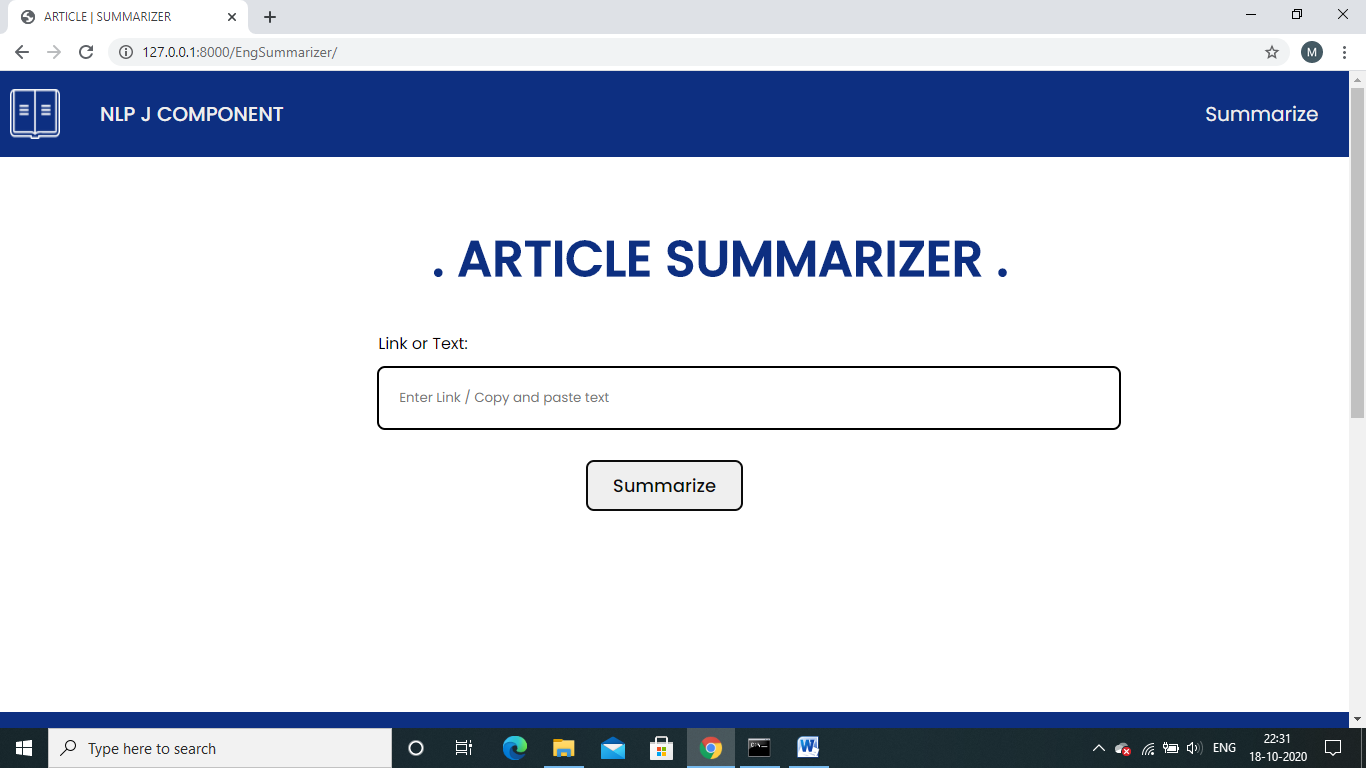 ARTICLE | SUMMARIZER
127.0.0.1:8000/EngSummarizer/
M
NLP J COMPONENT
Summarize
. ARTICLE SUMMARIZER .
Link or Text:
Enter Link / Copy and paste text
Summarize
Type here to search
ENG
22:31
18-10-2020